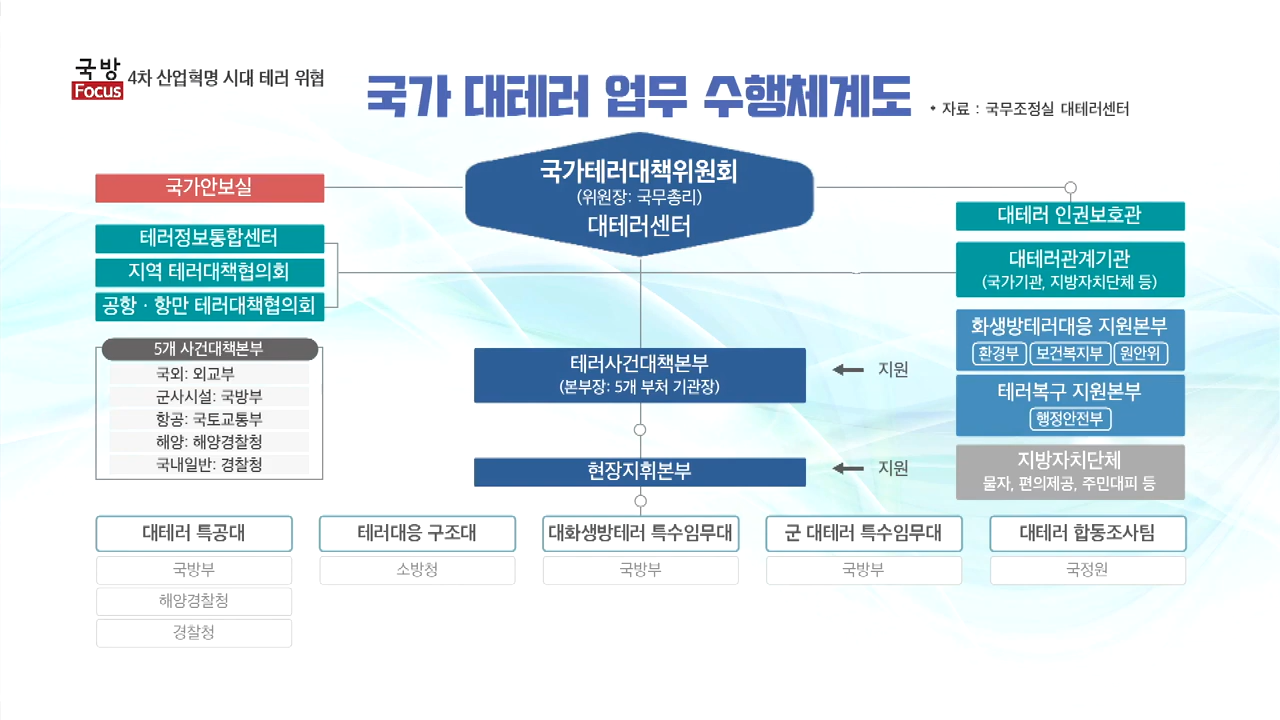 국방
Focus
4차 산업혁명 시대 테러 위협
국가 대테러 업무 수행체계도
• 자료 : 국무조정실 대테러센터
국가테러대책위원회
(위원장: 국무총리)
대테러센터
국가안보실
테러정보통합센터
지역 테러대책협의회
공항 · 항만 테러대책협의회
대테러 인권보호관
대테러관계기관
(국가기관, 지방자치단체 등)
5개 사건대책본부
국외: 외교부
군사시설: 국방부
항공: 국토교통부
해양: 해양경찰청
국내일반: 경찰청
테러사건대책본부
(본부장: 5개 부처 기관장)
지원
화생방테러대응 지원본부
환경부 보건복지부 원안위
테러복구 지원본부
행정안전부
현장지휘본부
지원
지방자치단체
물자, 편의제공, 주민대피 등
대테러 특공대
국방부
해양경찰청
경찰청
테러대응 구조대
소방청
대화생방테러 특수임무대
국방부
군 대테러 특수임무대
국방부
대테러 합동조사팀
국정원